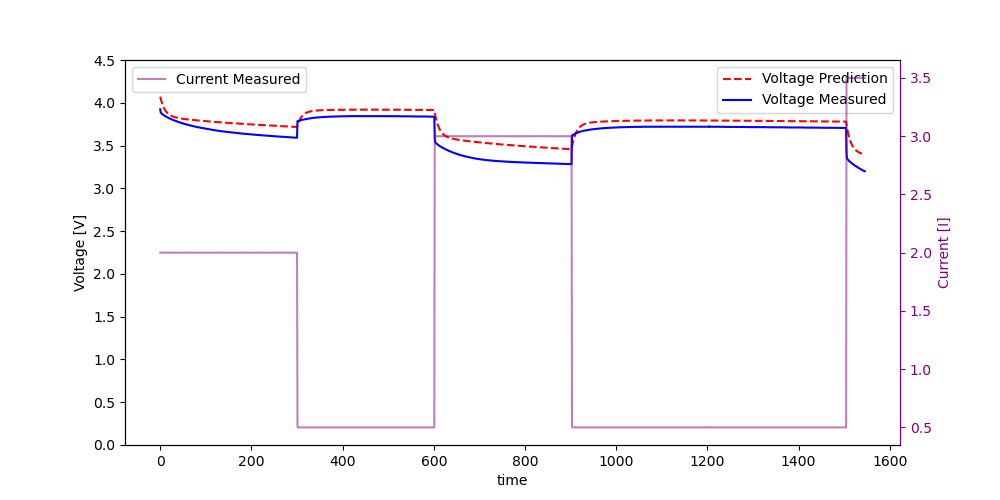 Current Measured
Voltage Prediction
Voltage Measured
4.5
4.0
3.5
3.0
2.5
2.0
1.5
1.0
0.5
0.0
Voltage [V]
3.5
3.0
2.5
2.0
1.5
1.0
0.5
Current [I]
0 200 400 600 800 1000 1200 1400 1600
time